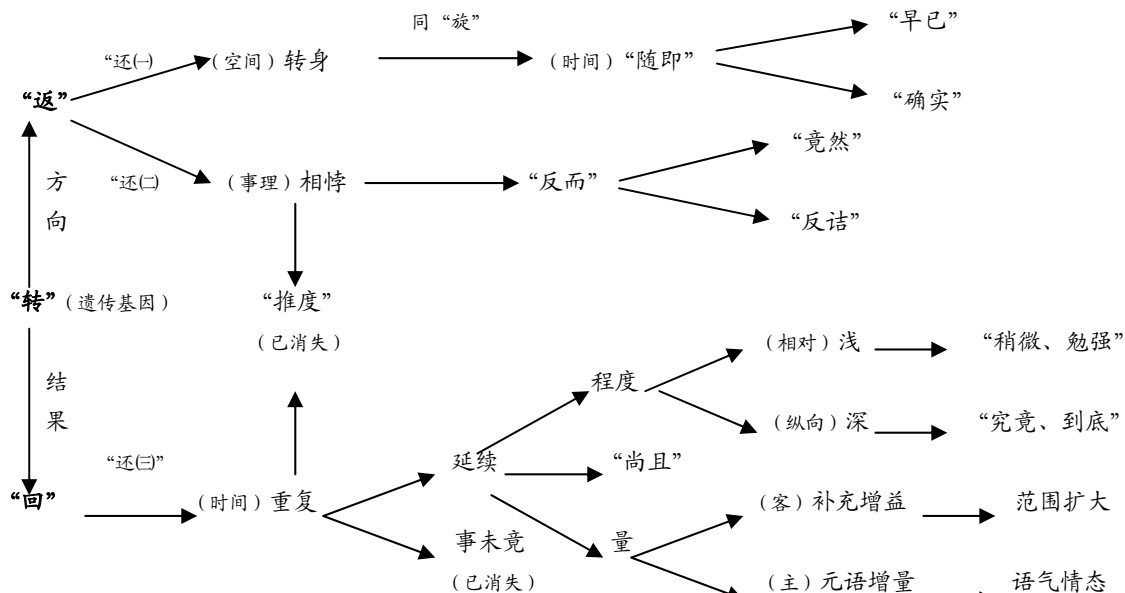 同“旋”
“早已”
“还㈠
（空间）转身
（时间）“随即”
“返”
“确实”
“竟然”
方
向
“还㈡
（事理）相悖
“反而”
“反诘”
“转”（遗传基因）
“推度”
（已消失）
（相对）浅
“稍微、勉强”
结
果
程度
（纵向）深
“究竟、到底”
“还㈢”
延续
“尚且”
“回”
（时间）重复
（客）补充增益
范围扩大
事未竟
量
（已消失）
（主）元语增量
语气情态